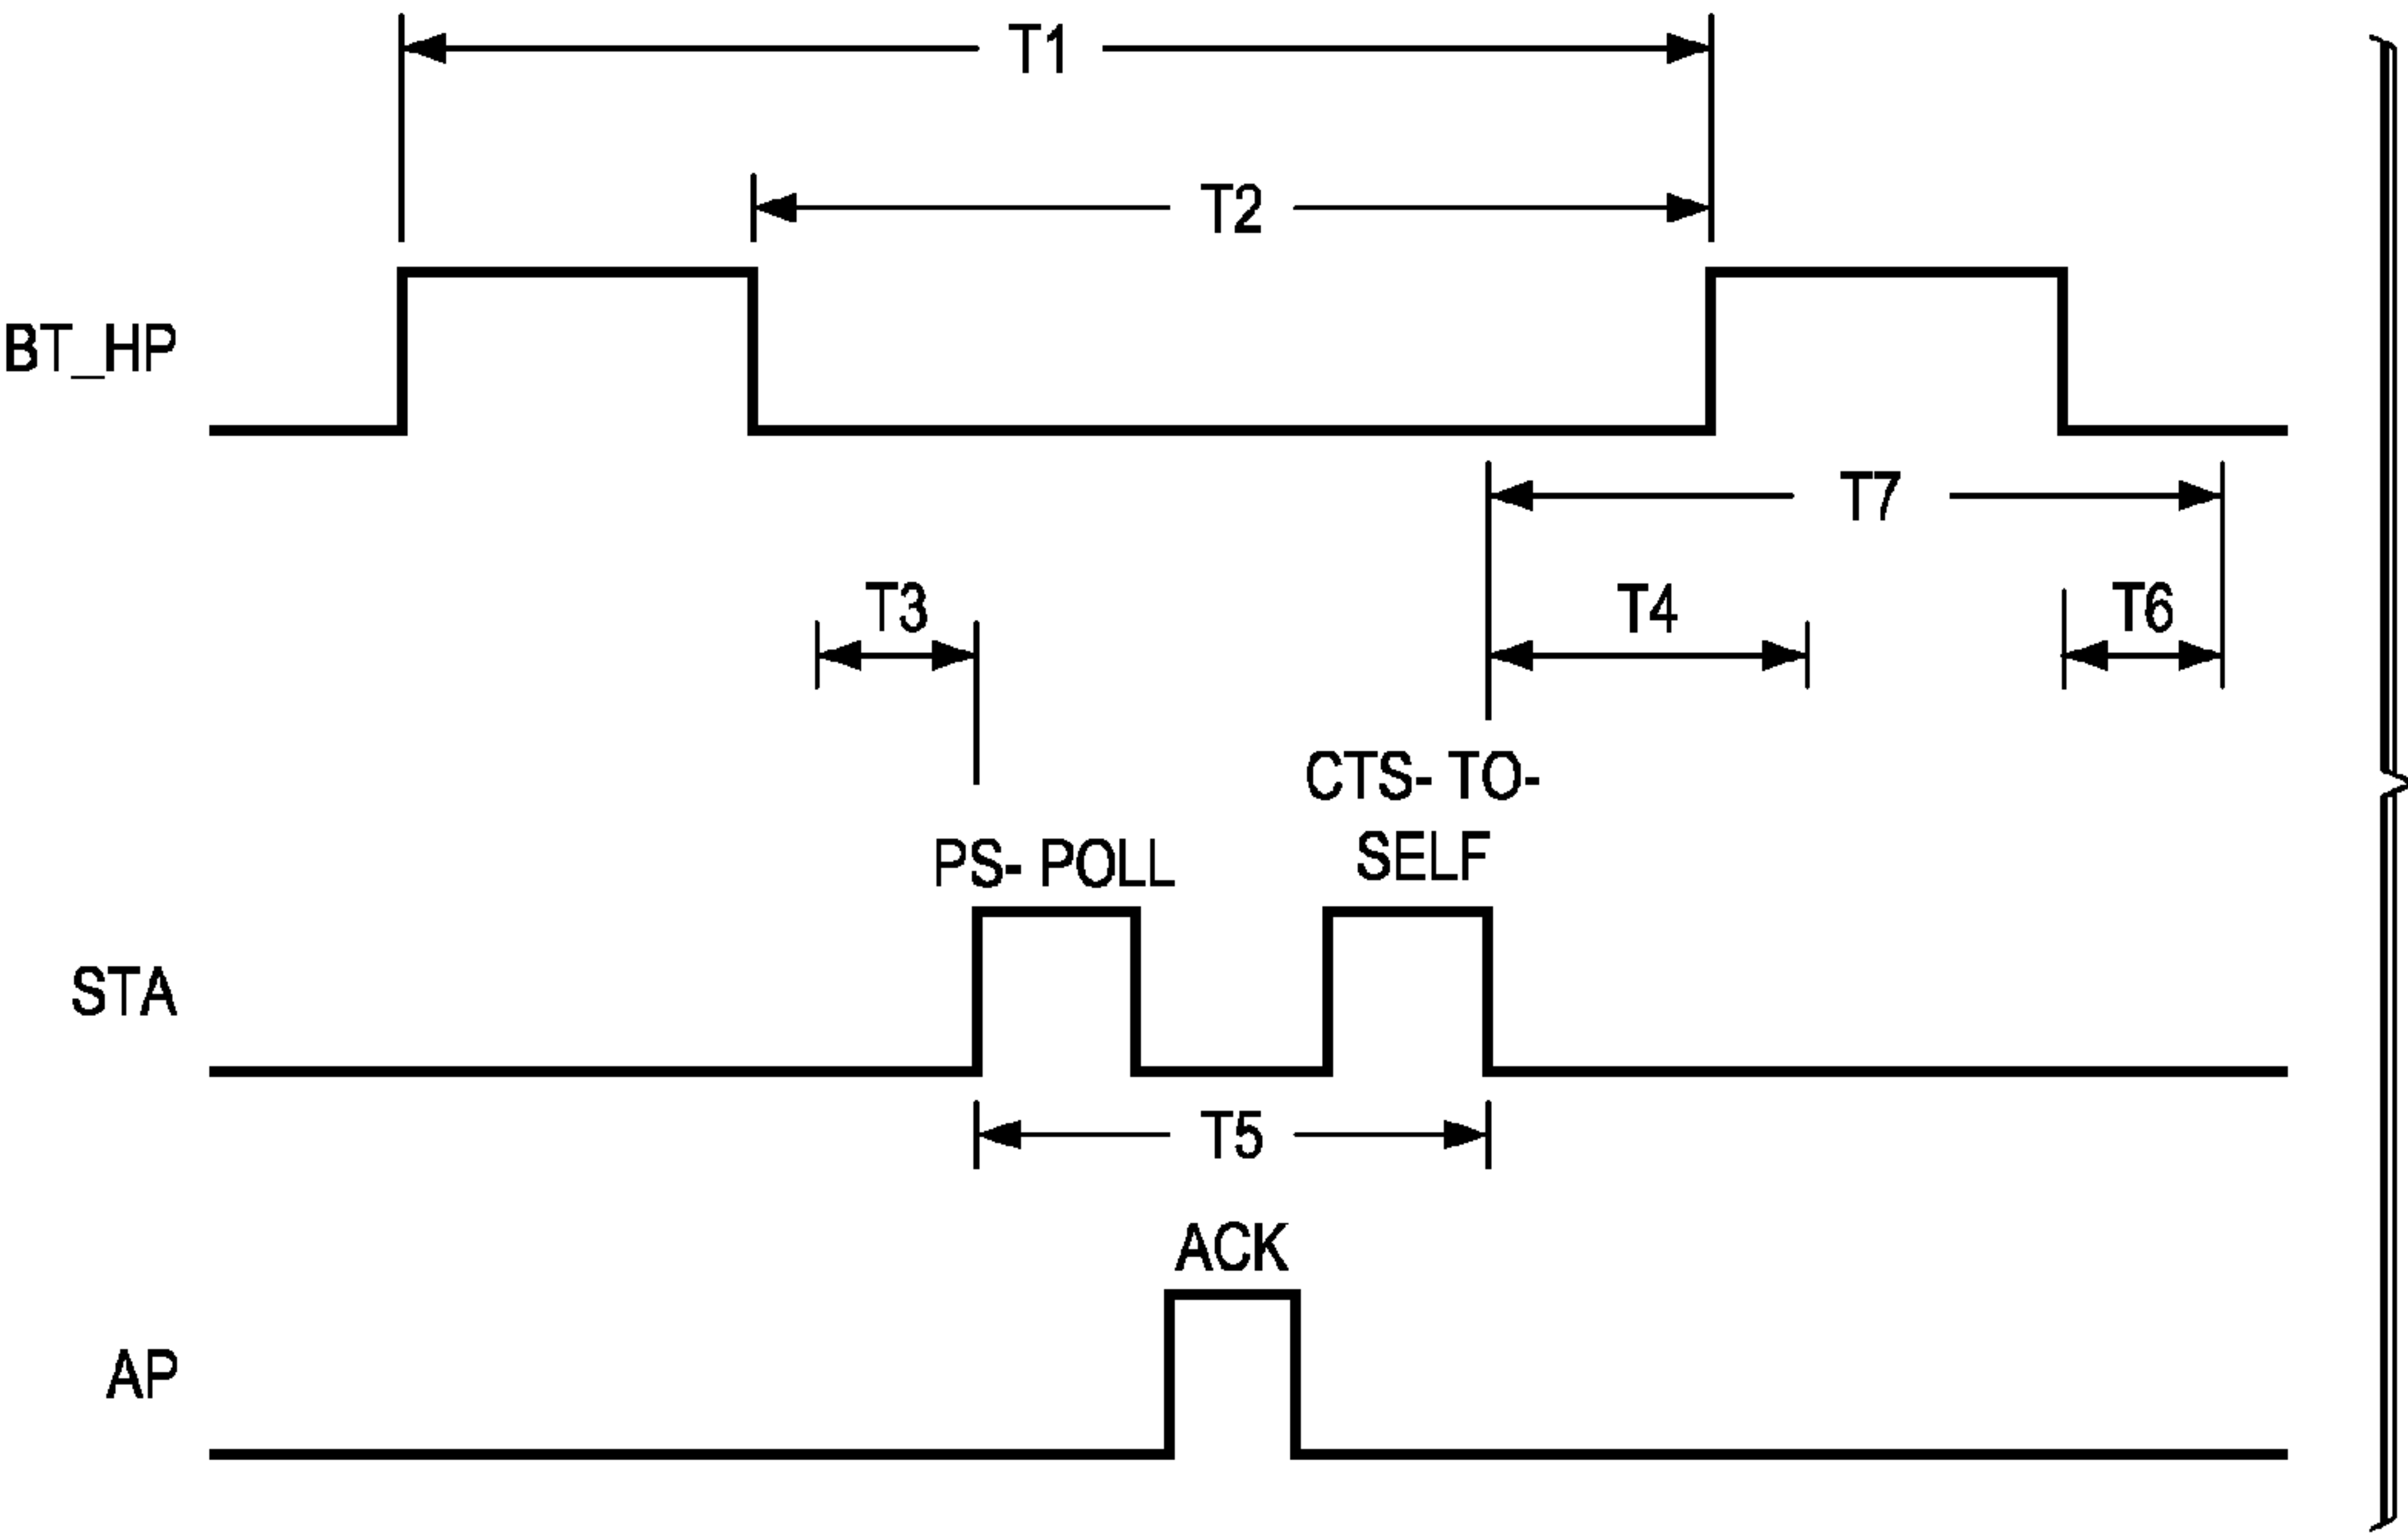 T1
T2
BT_HP
T7
T3
T4
T6
CTS- TO-
SELF
PS- POLL
STA
T5
ACK
AP